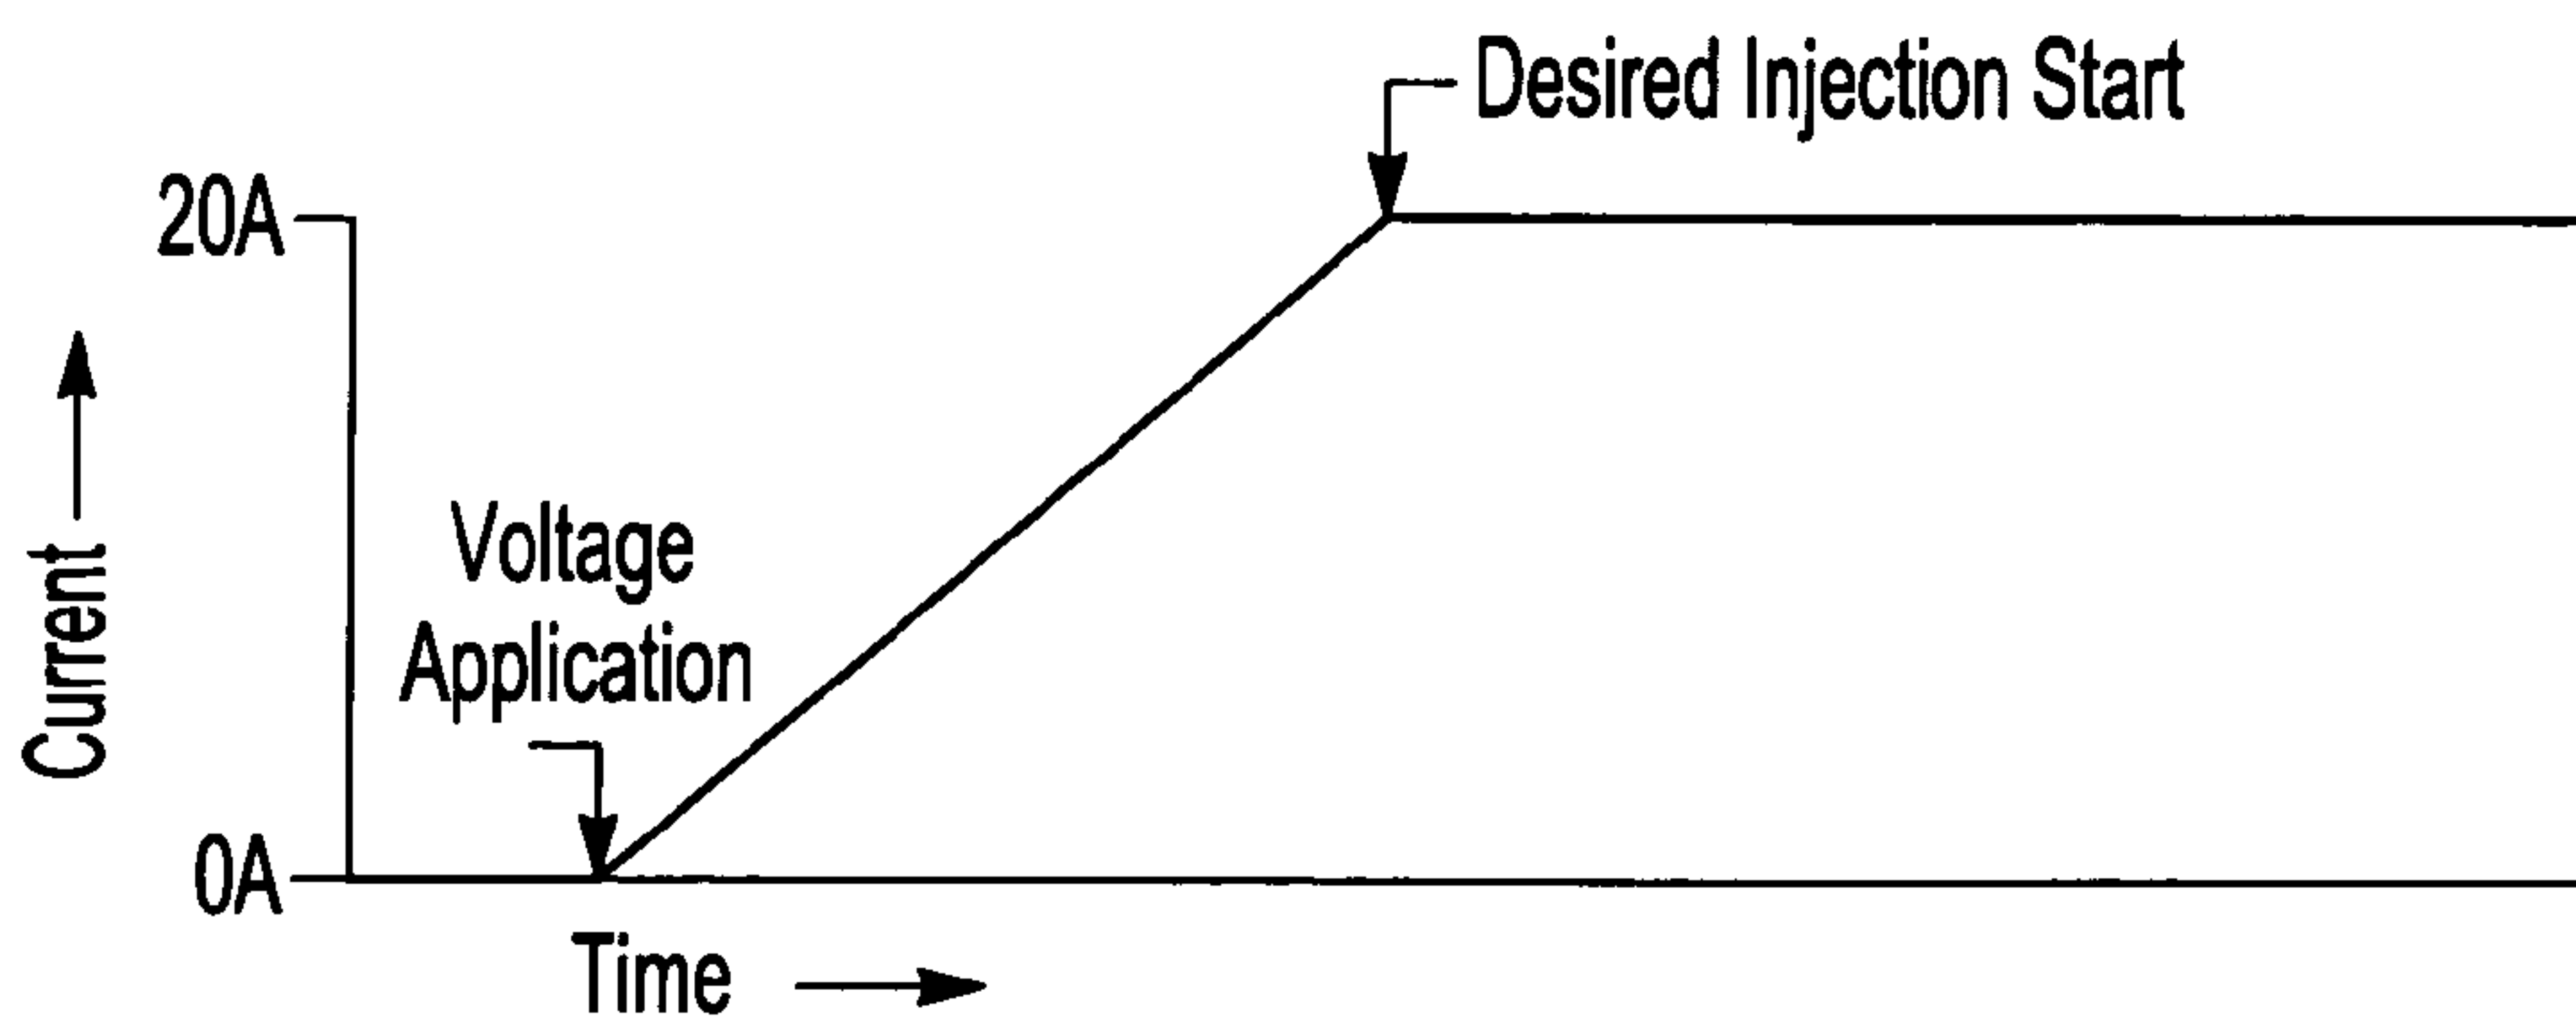 Desired Injection Start
20A
Current
Voltage
Application
0A
Time